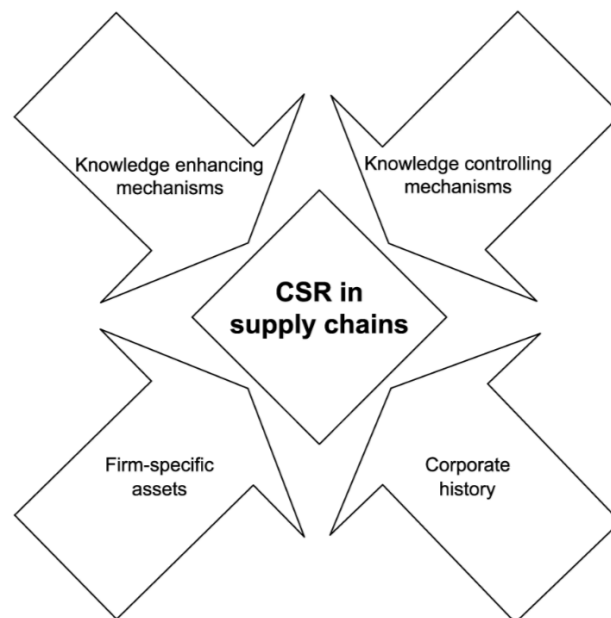 Knowledge enhancing
mechanisms
Knowledge controlling
mechanisms
CSR in
supply chains
Firm-specific
assets
Corporate
history